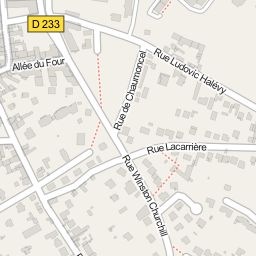 D 233
Rue Ludovic Halévy
Allée du Four
Rue de Chaumoncel
Rue Lacarrière
Rue Winston Churchill